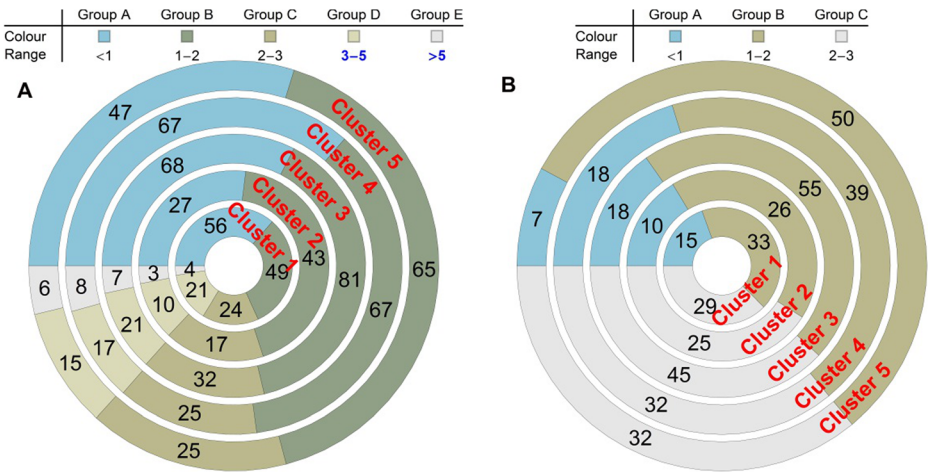 Group A Group B Group C Group D Group E
Colour
Range <1 1–2 2–3 3–5 >5
A
47
67
68
27
56
Cluster 5
Cluster 4
Cluster 3
Cluster 2
Cluster 1
49
43
81
67
65
6
8
7
3
4
15
17
21
10
21
24
17
32
25
25
Group A Group B Group C
Colour
Range <1 1–2 2–3
B
7
18
18
10
15
50
39
55
26
33
Cluster 1
Cluster 2
Cluster 3
Cluster 4
Cluster 5
29
25
45
32
32